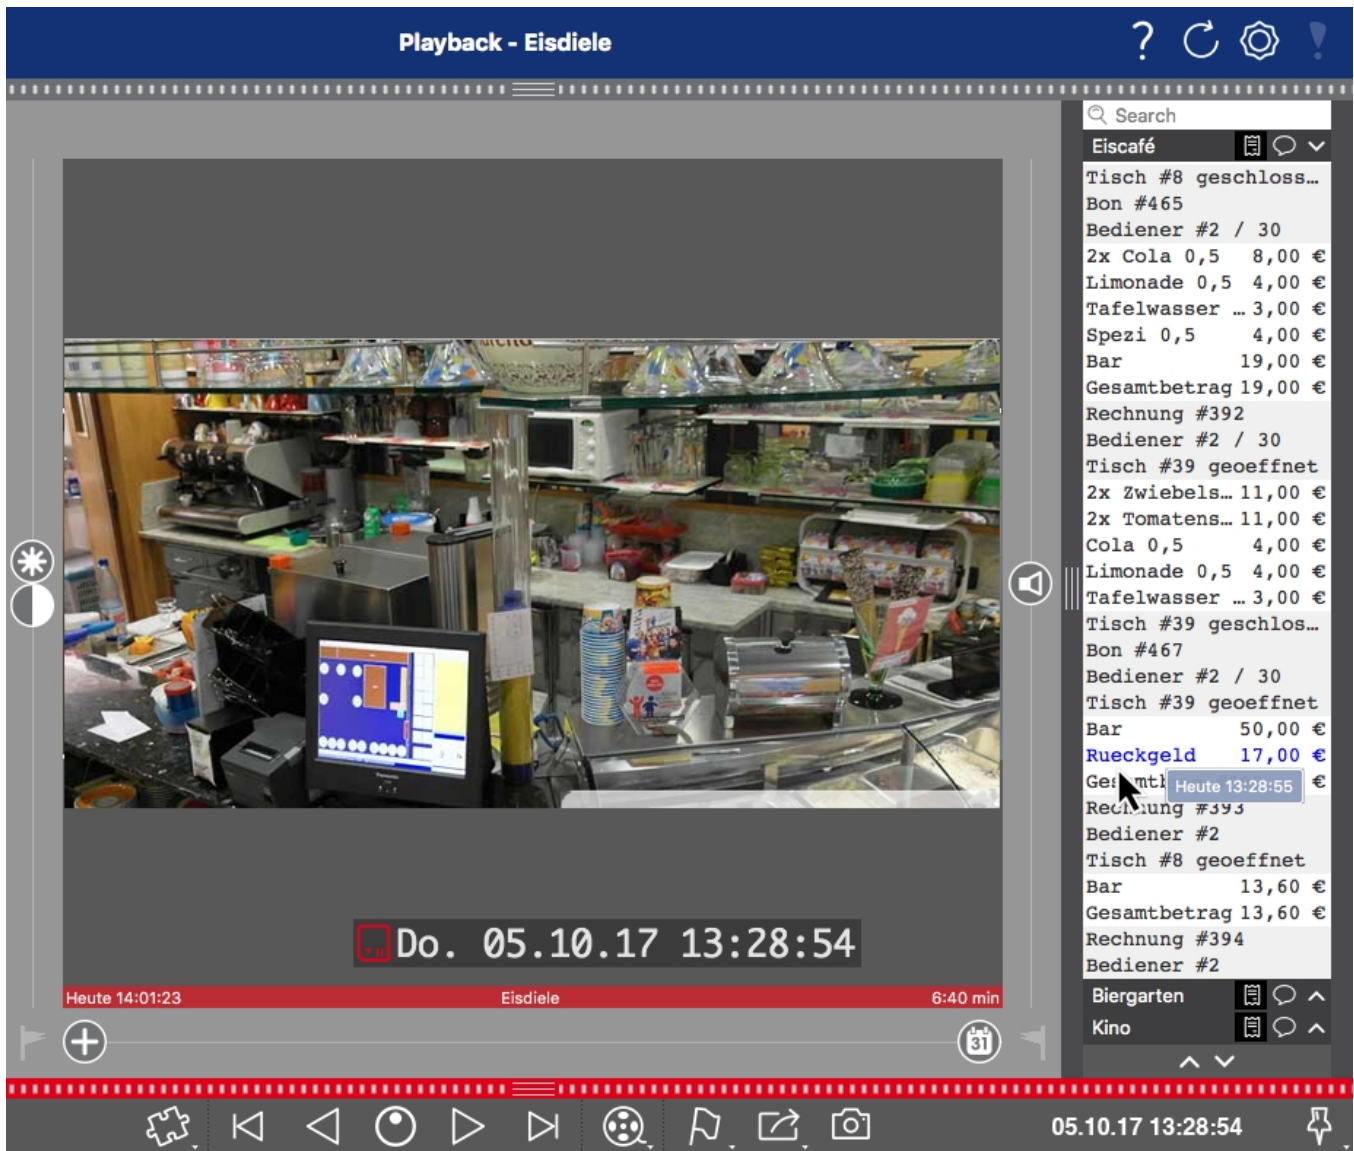 Playback - Eisdiele
Search
Eiscafé
Tisch #8 geschloss…
Bon #465
Bediener #2 / 30
2x Cola 0,5 8,00 €
Limonade 0,5 4,00 €
Tafelwasser … 3,00 €
Spezi 0,5 4,00 €
Bar 19,00 €
Gesamtbetrag 19,00 €
Rechnung #392
Bediener #2 / 30
Tisch #39 geoeffnet
2x Zwiebels… 11,00 €
2x Tomatens… 11,00 €
Cola 0,5 4,00 €
Limonade 0,5 4,00 €
Tafelwasser … 3,00 €
Tisch #39 geschlos…
Bon #467
Bediener #2 / 30
Tisch #39 geoeffnet
Bar 50,00 €
Rueckgeld 17,00 €
€
Heute 13:28:55
Rechnung #393
Bediener #2
Tisch #8 geoeffnet
Bar 13,60 €
Gesamtbetrag 13,60 €
Rechnung #394
Bediener #2
Biergarten
Kino
Do. 05.10.17 13:28:54
Heute 14:01:23 Eisdiele 6:40 min
31
05.10.17 13:28:54